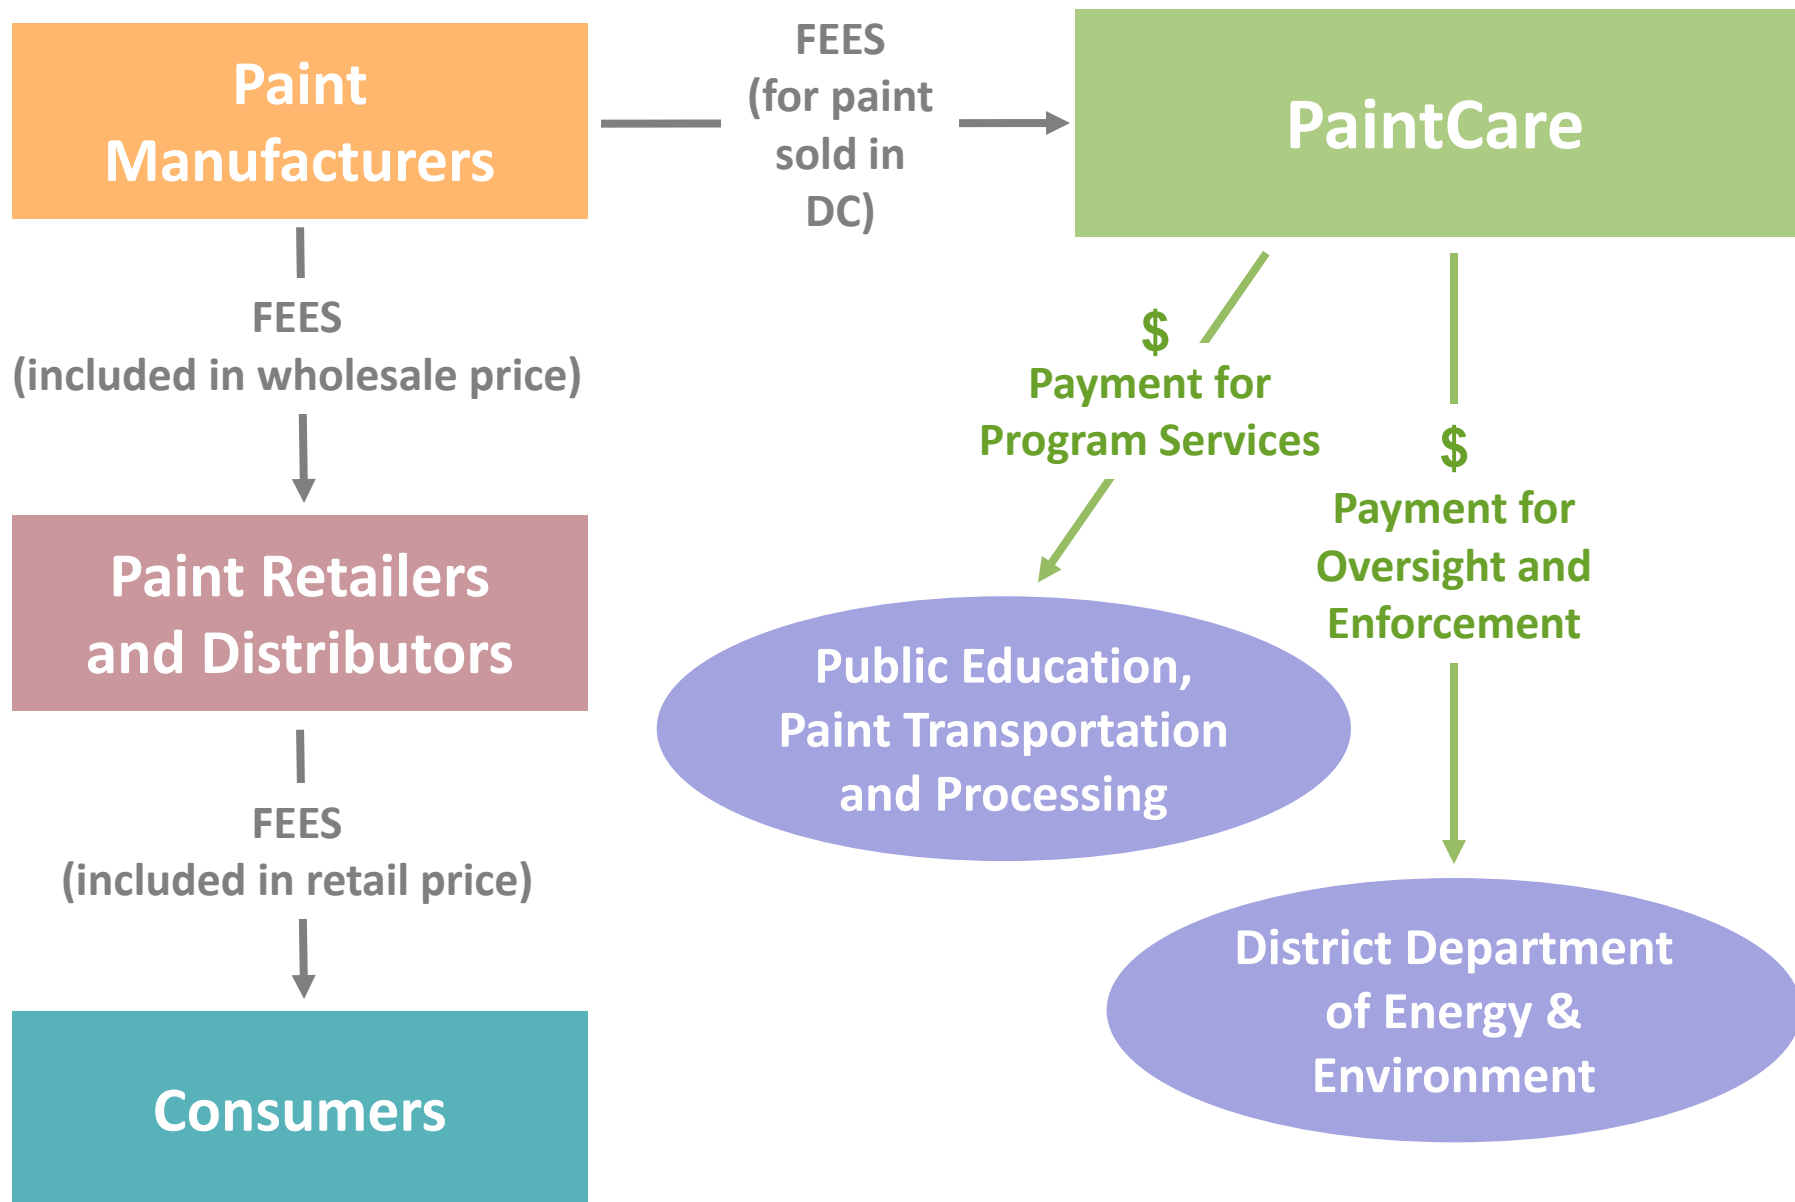 Paint
Manufacturers
FEES
(for paint
sold in
DC)
PaintCare
FEES
(included in wholesale price)
$
Payment for
Program Services
$
Payment for
Oversight and
Enforcement
Paint Retailers
and Distributors
Public Education,
Paint Transportation
and Processing
FEES
(included in retail price)
District Department
of Energy &
Environment
Consumers